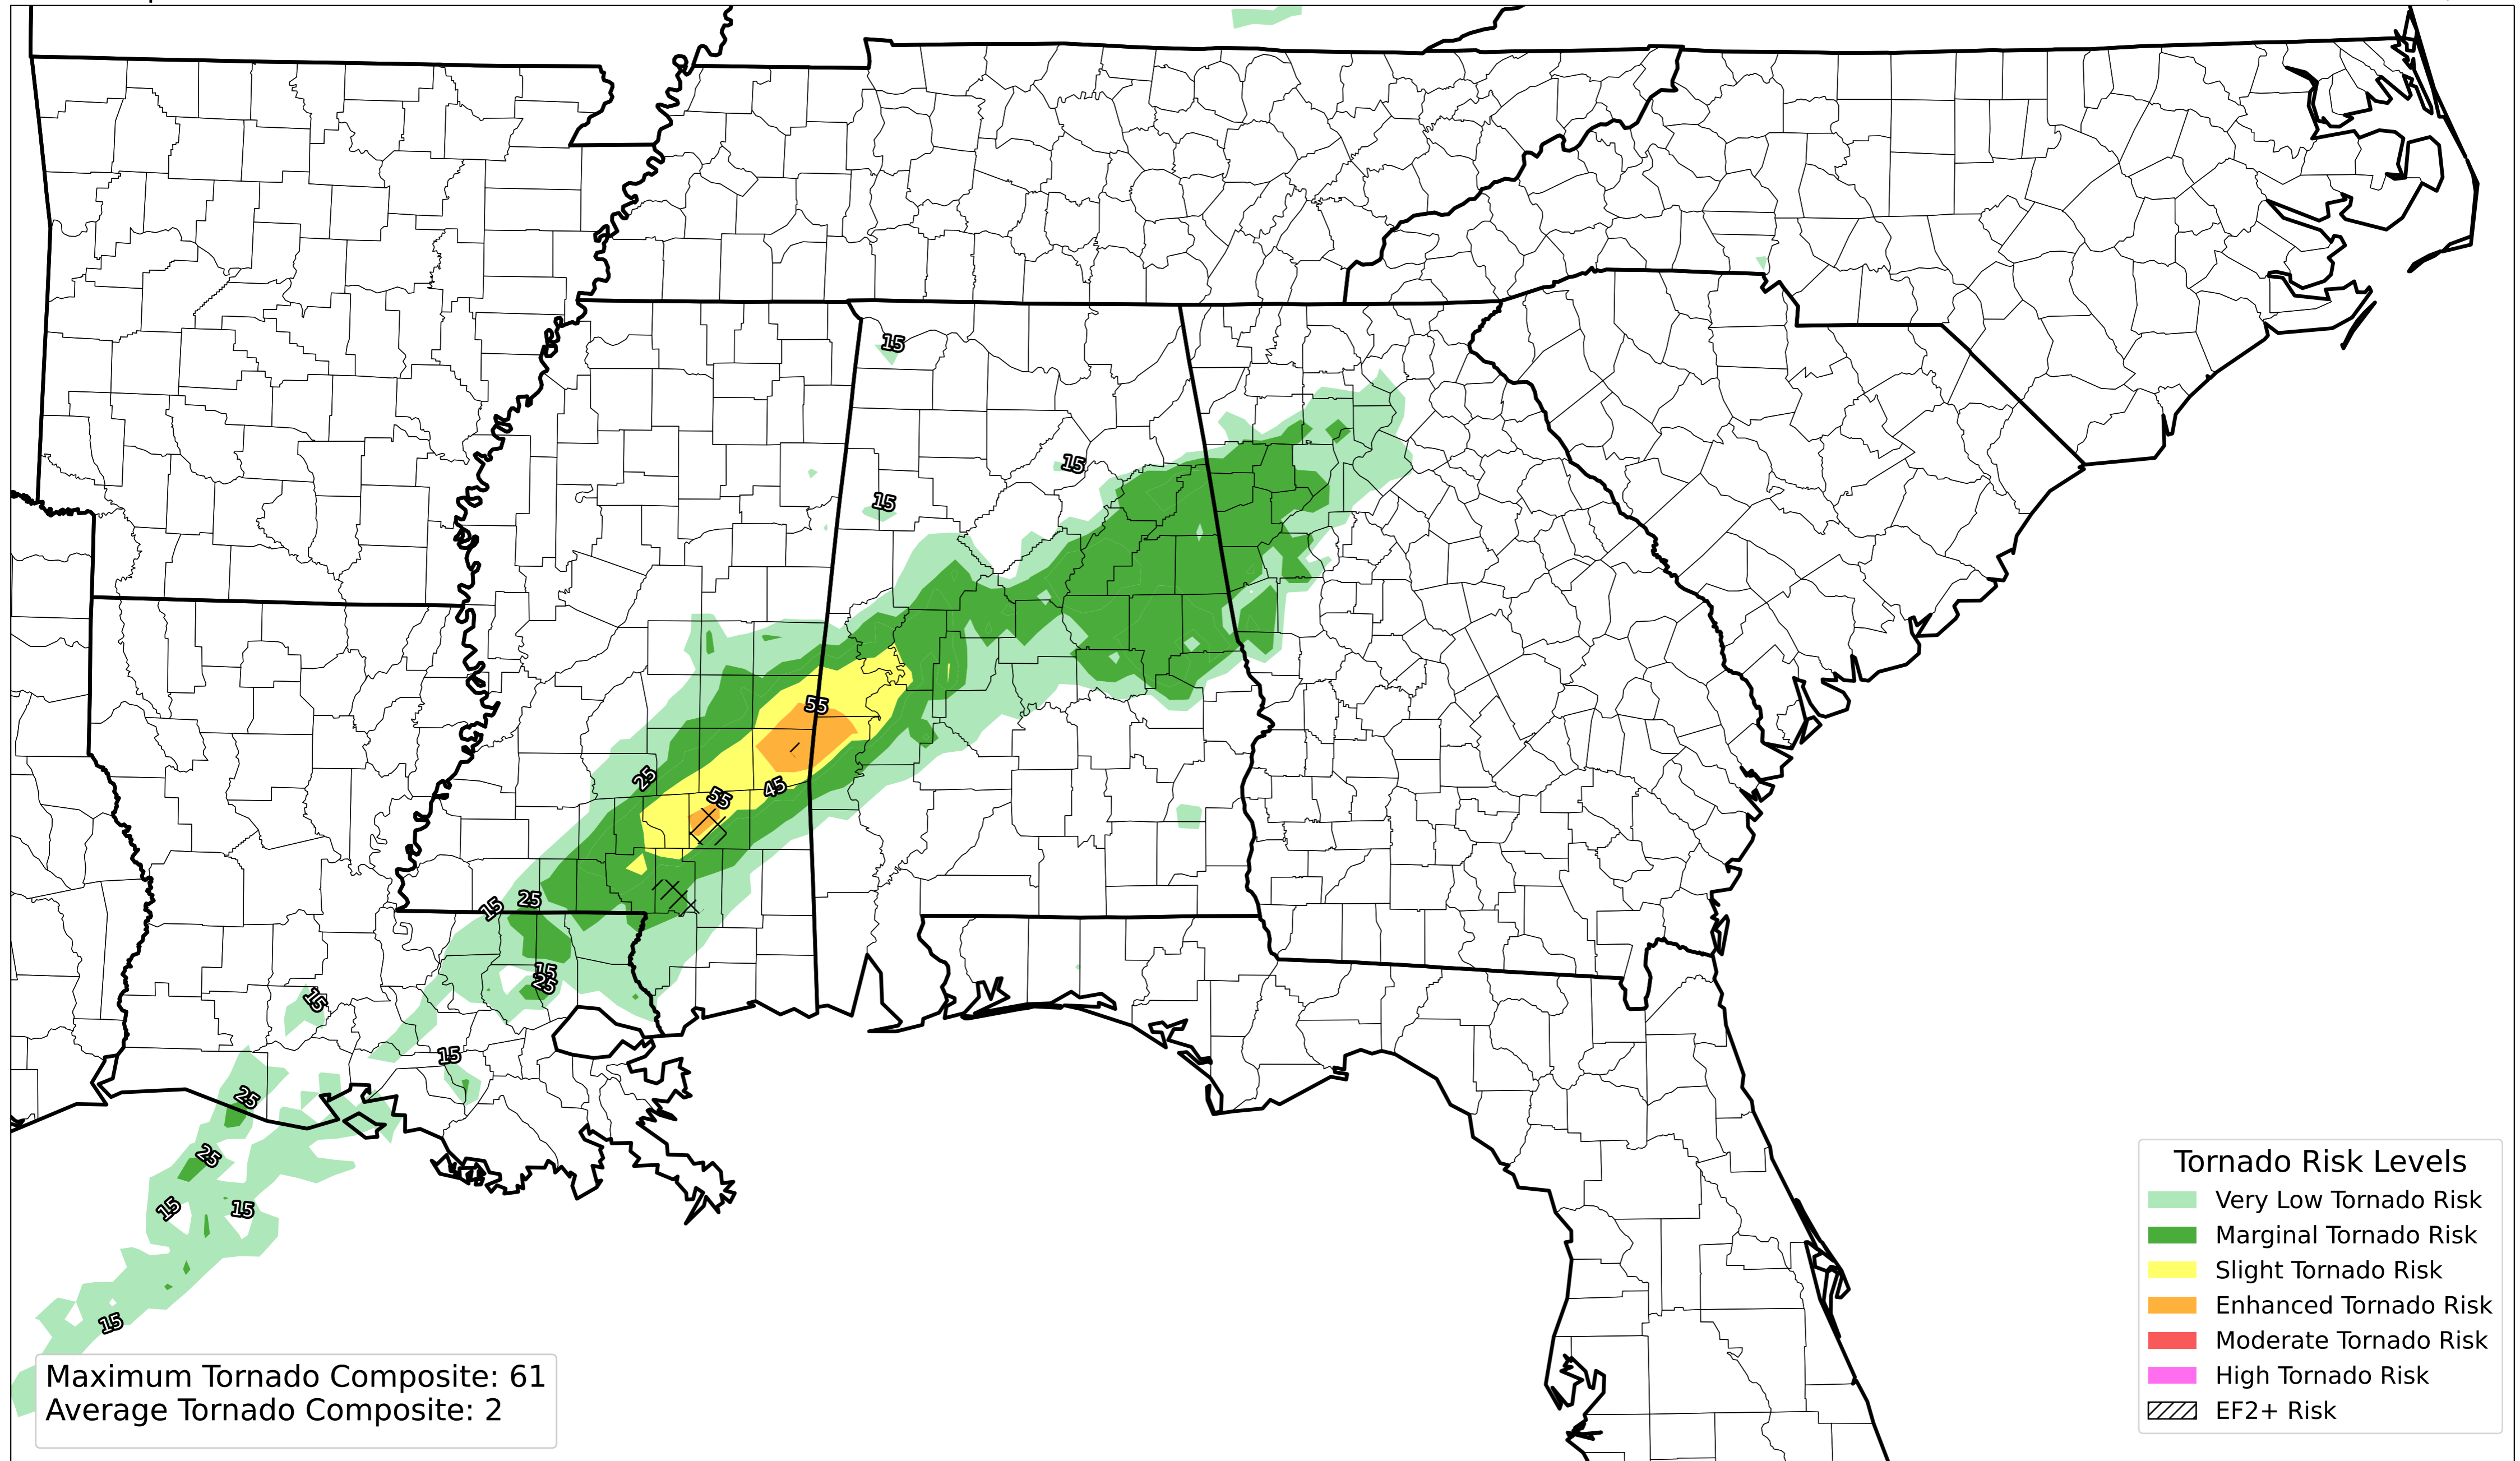 15
15
15
55
25
45
55
15
25
15
25
15
15
25
25
15
15
15
Tornado Risk Levels
Very Low Tornado Risk
Marginal Tornado Risk
Slight Tornado Risk
Enhanced Tornado Risk
Moderate Tornado Risk
High Tornado Risk
EF2+ Risk
Maximum Tornado Composite: 61
Average Tornado Composite: 2